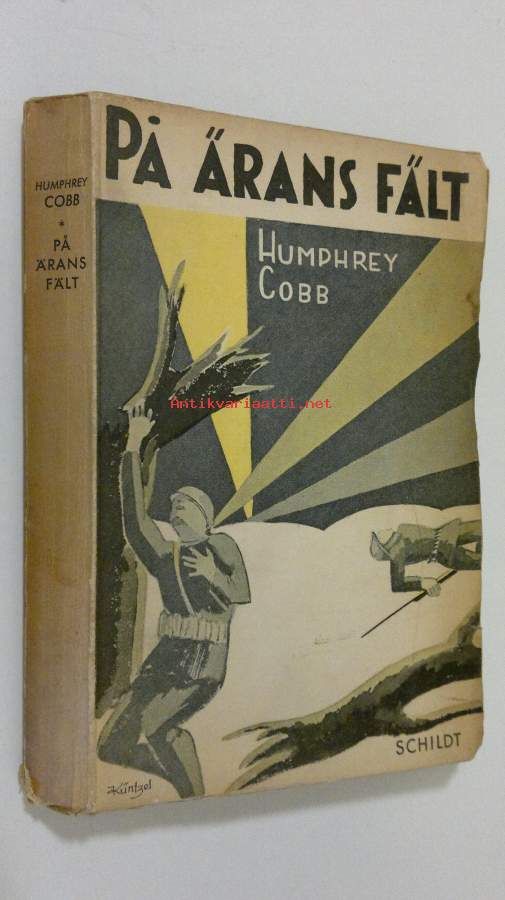 PÅ ÄRANS FÄLT
HUMPHREY
COBB
SCHILDT
Küntzel
HUMPHREY
COBB
*
PÅ
ÄRANS
FÄLT
Antikvariaatti.net